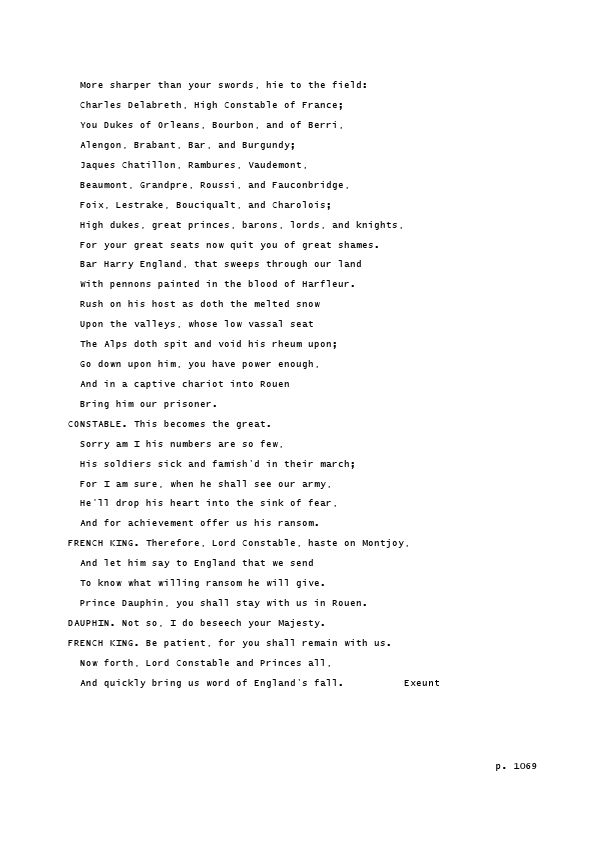 More sharper than your swords, hie to the field:
Charles Delabreth, High Constable of France;
You Dukes of Orleans, Bourbon, and of Berri,
Alengon, Brabant, Bar, and Burgundy;
Jaques Chatillon, Rambures, Vaudemont,
Beaumont, Grandpre, Roussi, and Fauconbridge,
Foix, Lestrake, Bouciqualt, and Charolois;
High dukes, great princes, barons, lords, and knights,
For your great seats now quit you of great shames.
Bar Harry England, that sweeps through our land
With pennons painted in the blood of Harfleur.
Rush on his host as doth the melted snow
Upon the valleys, whose low vassal seat
The Alps doth spit and void his rheum upon;
Go down upon him, you have power enough,
And in a captive chariot into Rouen
Bring him our prisoner.
CONSTABLE. This becomes the great.
Sorry am I his numbers are so few,
His soldiers sick and famish'd in their march;
For I am sure, when he shall see our army,
He'll drop his heart into the sink of fear,
And for achievement offer us his ransom.
FRENCH KING. Therefore, Lord Constable, haste on Montjoy,
And let him say to England that we send
To know what willing ransom he will give.
Prince Dauphin, you shall stay with us in Rouen.
DAUPHIN. Not so, I do beseech your Majesty.
FRENCH KING. Be patient, for you shall remain with us.
Now forth, Lord Constable and Princes all,
And quickly bring us word of England's fall. Exeunt
p. 1069